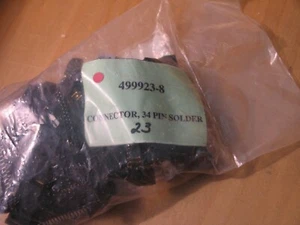 499923-8
CONNECTOR, 34 PIN SOLDER
23